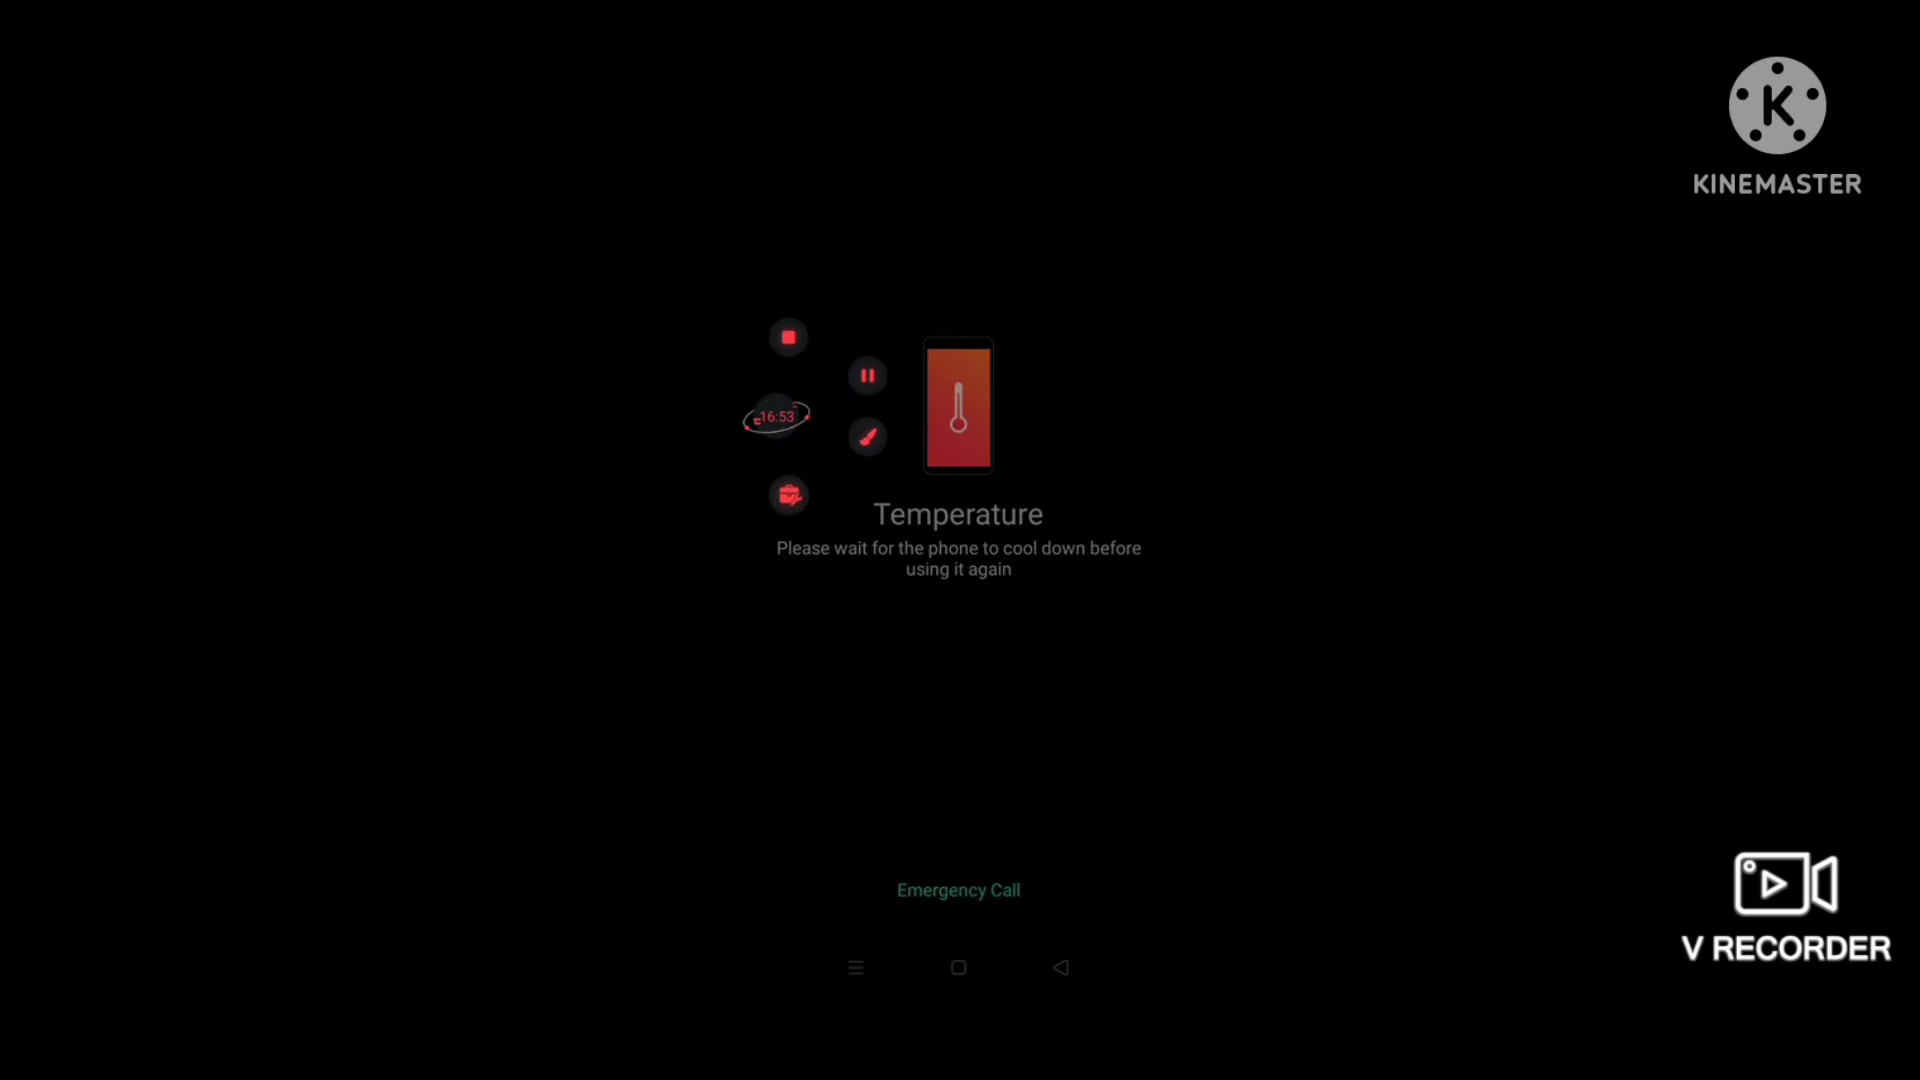 K
KINEMASTER
16:53
Temperature
Please wait for the phone to cool down before
using it again
Emergency Call
V RECORDER